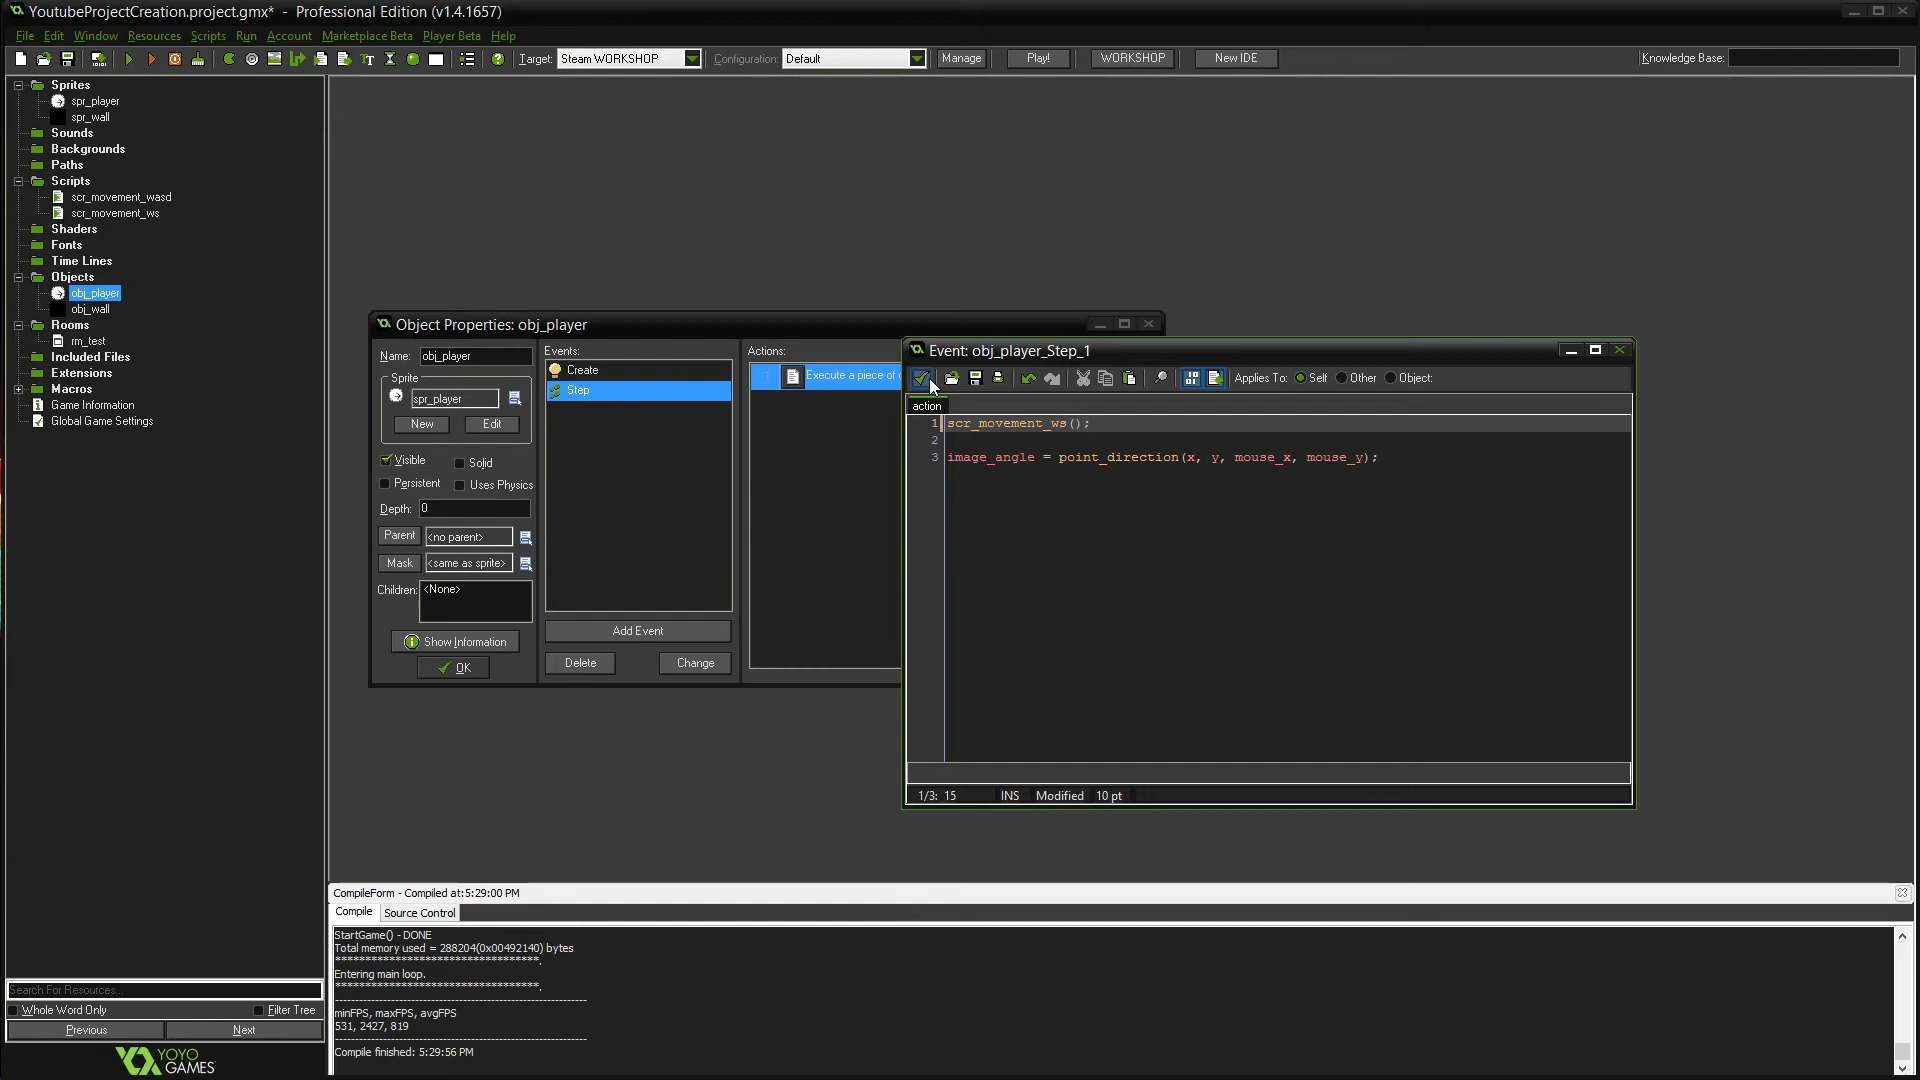 YoutubeProjectCreation.project.gmx* - Professional Edition (v1.4.1657)
File Edit Window Resources Scripts Run Account Marketplace Beta Player Beta Help
Target: Steam WORKSHOP Configuration: Default Manage Play! WORKSHOP New IDE Knowledge Base:
Sprites
spr_player
spr_wall
Sounds
Backgrounds
Paths
Scripts
scr_movement_wasd
scr_movement_ws
Shaders
Fonts
Time Lines
Objects
obj_player
obj_wall
Rooms
rm_test
Included Files
Extensions
Macros
Game Information
Global Game Settings
Search For Resources...
Whole Word Only Filter Tree
Previous Next
YOYO
GAMES
Object Properties: obj_player
Name: obj_player
Sprite
spr_player
New Edit
Visible Solid
Persistent Uses Physics
Depth: 0
Parent <no parent>
Mask <same as sprite>
Children: <None>
Show Information
OK
Events:
Create
Step
Add Event
Delete Change
Actions:
Execute a piece of
Event: obj_player_Step_1
Applies To: Self Other Object:
action
1 scr_movement_ws();
2
3 image_angle = point_direction(x, y, mouse_x, mouse_y);
1/3: 15 INS Modified 10 pt
CompileForm - Compiled at:5:29:00 PM
Compile Source Control
StartGame() - DONE
Total memory used = 288204(0x00492140) bytes
***********************************.
Entering main loop.
***********************************.
---------------------------------------------------------------
minFPS, maxFPS, avgFPS
531, 2427, 819
---------------------------------------------------------------
Compile finished: 5:29:56 PM